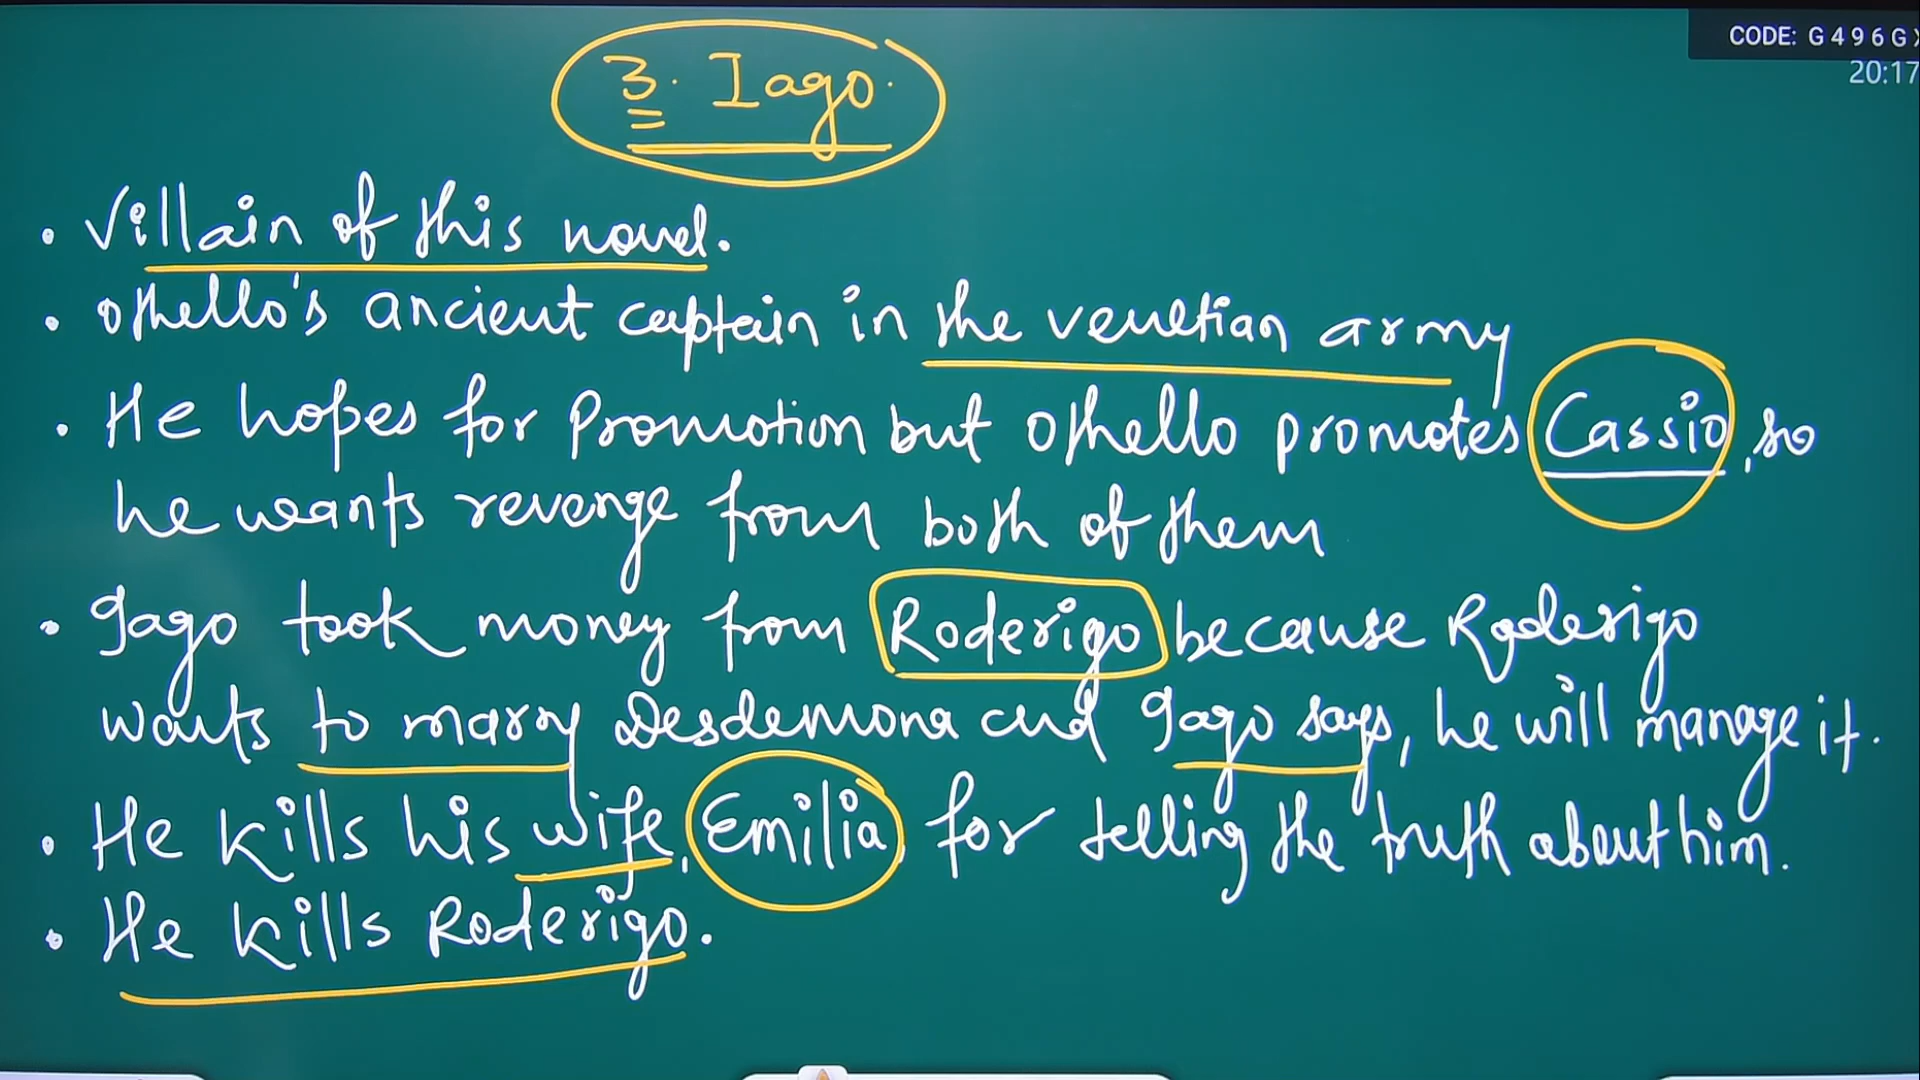 CODE: G496G
20:17
3. Iago.
• Villain of this novel.
• Othello's ancient captain in the venetian army
• He hopes for Promotion but Othello promotes Cassio, so
he wants revenge from both of them
• Iago took money from Roderigo because Roderigo
wants to marry Desdemona and Iago says, he will manage it.
• He kills his wife, Emilia, for telling the truth about him.
• He kills Roderigo.